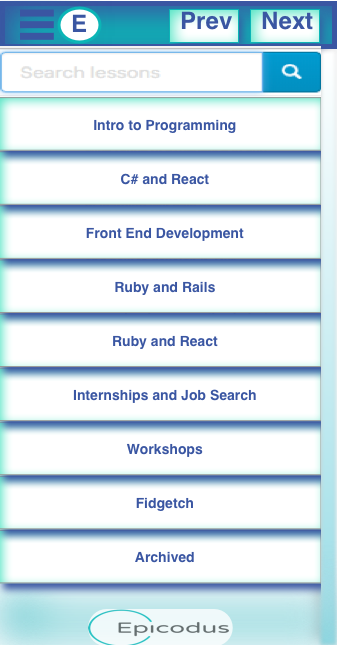 E
Prev
Next
Search lessons
Intro to Programming
C# and React
Front End Development
Ruby and Rails
Ruby and React
Internships and Job Search
Workshops
Fidgetch
Archived
Epicodus